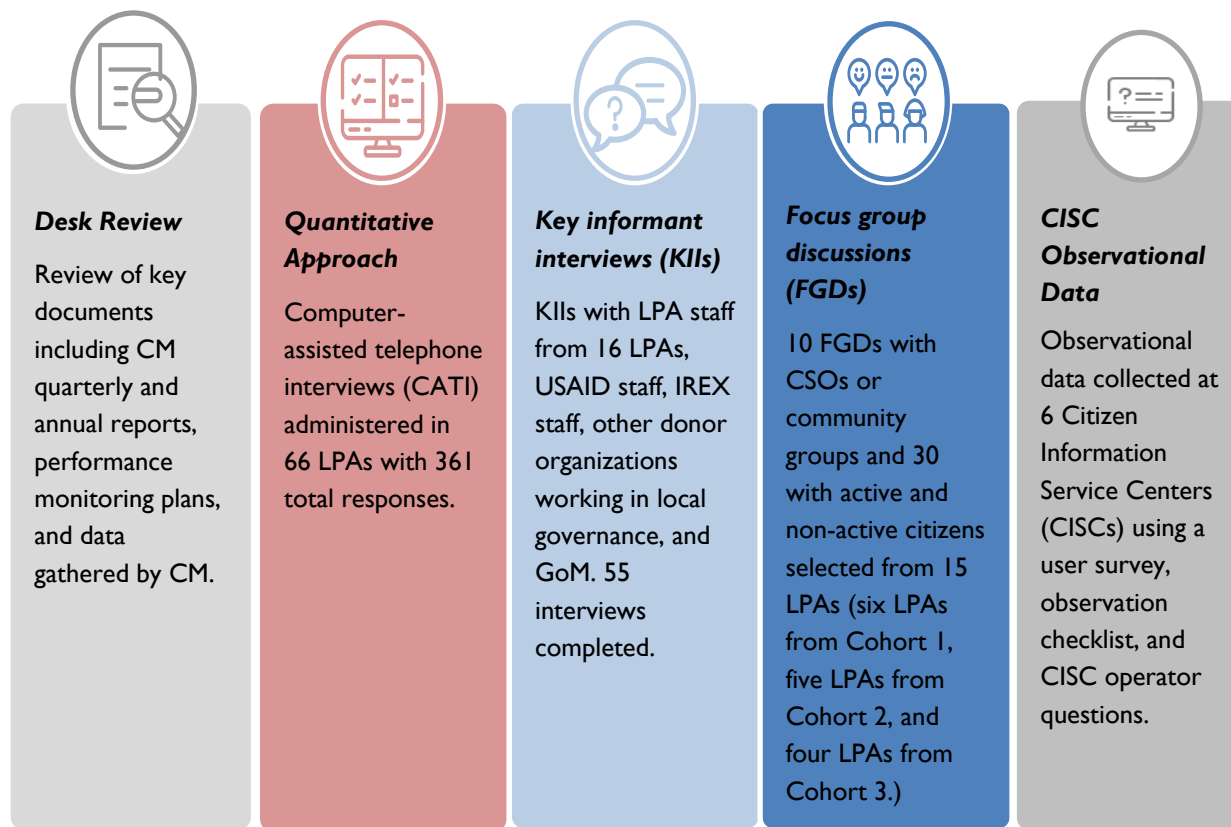 Desk Review
Review of key
documents
including CM
quarterly and
annual reports,
performance
monitoring plans,
and data
gathered by CM.
Quantitative
Approach
Computer-
assisted telephone
interviews (CATI)
administered in
66 LPAs with 361
total responses.
Key informant
interviews (KIIs)
KIIs with LPA staff
from 16 LPAs,
USAID staff, IREX
staff, other donor
organizations
working in local
governance, and
GoM. 55
interviews
completed.
Focus group
discussions
(FGDs)
10 FGDs with
CSOs or
community
groups and 30
with active and
non-active citizens
selected from 15
LPAs (six LPAs
from Cohort 1,
five LPAs from
Cohort 2, and
four LPAs from
Cohort 3.)
CISC
Observational
Data
Observational
data collected at
6 Citizen
Information
Service Centers
(CISCs) using a
user survey,
observation
checklist, and
CISC operator
questions.